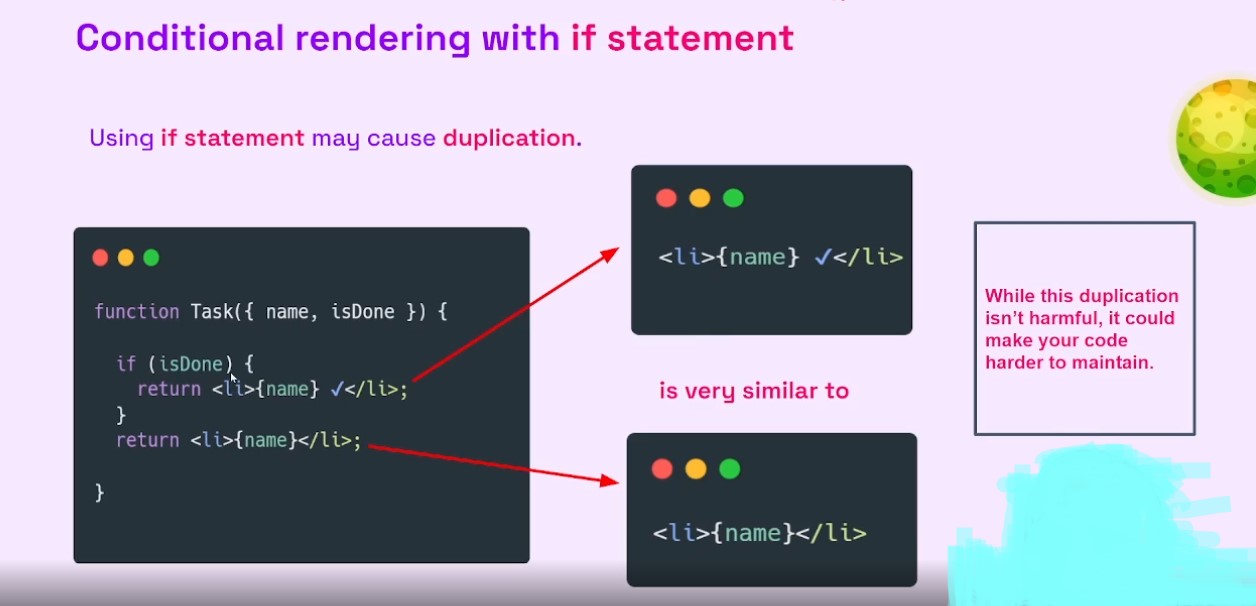 Conditional rendering with if statement
Using if statement may cause duplication.
function Task({ name, isDone }) {
if (isDone) {
return <li>{name} ✓</li>;
}
return <li>{name}</li>;
}
<li>{name} ✓</li>
is very similar to
<li>{name}</li>
While this duplication
isn't harmful, it could
make your code
harder to maintain.